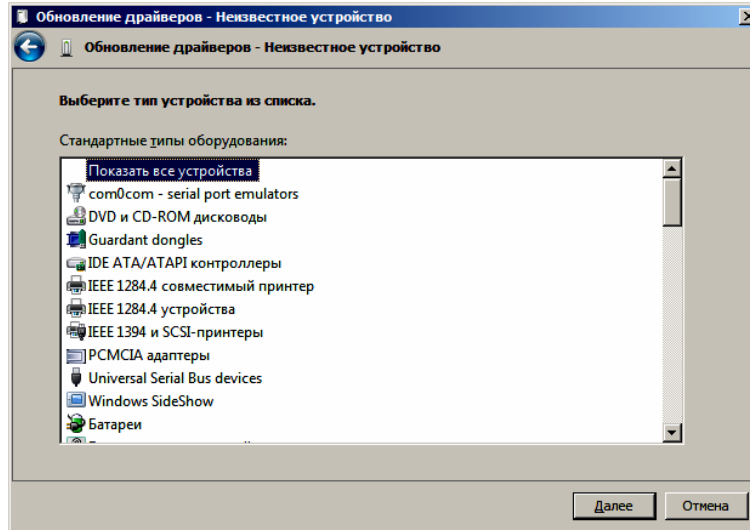 Обновление драйверов - Неизвестное устройство
Обновление драйверов - Неизвестное устройство
Выберите тип устройства из списка.
Стандартные типы оборудования:
Показать все устройства
com0com - serial port emulators
DVD и CD-ROM дисководы
Guardant dongles
IDE ATA/ATAPI контроллеры
IEEE 1284.4 совместимый принтер
IEEE 1284.4 устройства
IEEE 1394 и SCSI-принтеры
PCMCIA адаптеры
Universal Serial Bus devices
Windows SideShow
Батареи
Далее
Отмена